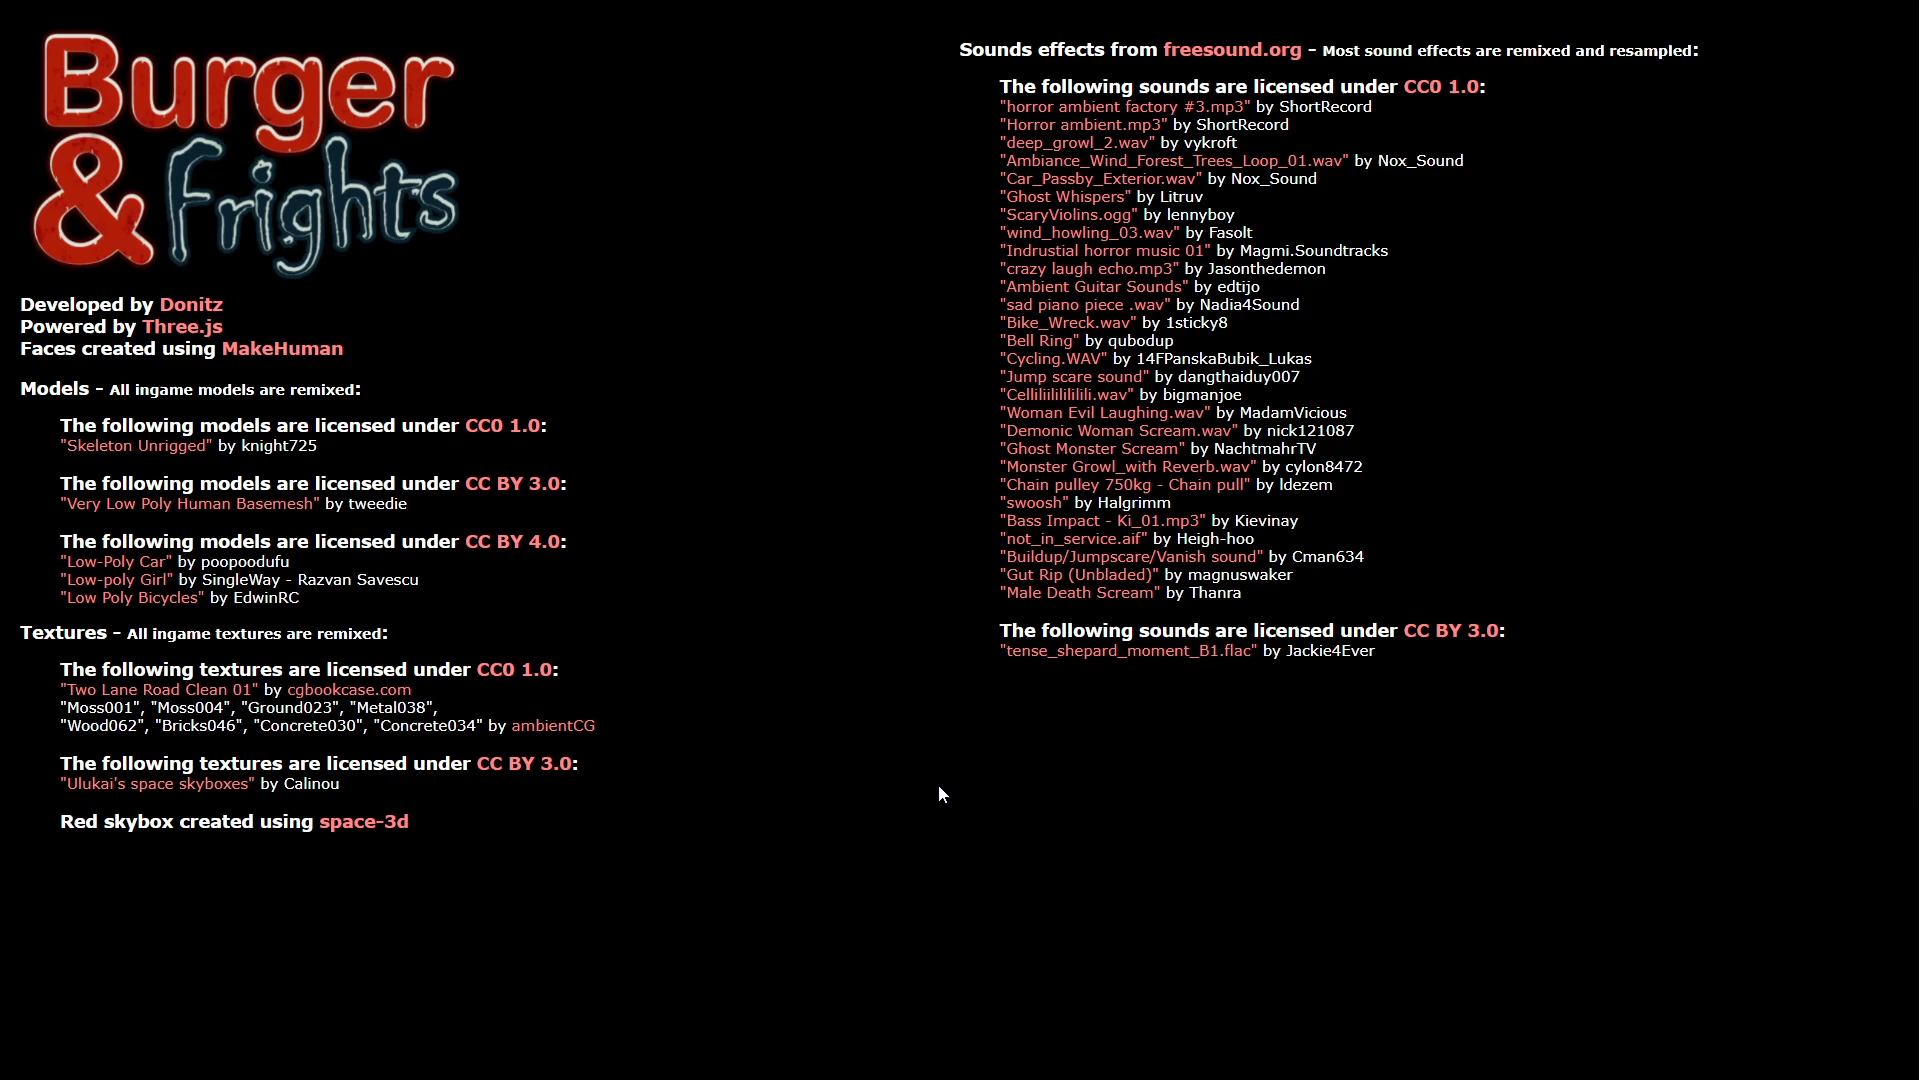 Burger
& Frights
Developed by Donitz
Powered by Three.js
Faces created using MakeHuman
Models - All ingame models are remixed:
The following models are licensed under CC0 1.0:
"Skeleton Unrigged" by knight725
The following models are licensed under CC BY 3.0:
"Very Low Poly Human Basemesh" by tweedie
The following models are licensed under CC BY 4.0:
"Low-Poly Car" by poopoodufu
"Low-poly Girl" by SingleWay - Razvan Savescu
"Low Poly Bicycles" by EdwinRC
Textures - All ingame textures are remixed:
The following textures are licensed under CC0 1.0:
"Two Lane Road Clean 01" by cgbookcase.com
"Moss001", "Moss004", "Ground023", "Metal038",
"Wood062", "Bricks046", "Concrete030", "Concrete034" by ambientCG
The following textures are licensed under CC BY 3.0:
"Ulukai's space skyboxes" by Calinou
Red skybox created using space-3d
Sounds effects from freesound.org - Most sound effects are remixed and resampled:
The following sounds are licensed under CC0 1.0:
"horror ambient factory #3.mp3" by ShortRecord
"Horror ambient.mp3" by ShortRecord
"deep_growl_2.wav" by vykroft
"Ambiance_Wind_Forest_Trees_Loop_01.wav" by Nox_Sound
"Car_Passby_Exterior.wav" by Nox_Sound
"Ghost Whispers" by Litruv
"ScaryViolins.ogg" by lennyboy
"wind_howling_03.wav" by Fasolt
"Indrustial horror music 01" by Magmi.Soundtracks
"crazy laugh echo.mp3" by Jasonthedemon
"Ambient Guitar Sounds" by edtijo
"sad piano piece .wav" by Nadia4Sound
"Bike_Wreck.wav" by 1sticky8
"Bell Ring" by qubodup
"Cycling.WAV" by 14FPanskaBubik_Lukas
"Jump scare sound" by dangthaiduy007
"Celliliililililili.wav" by bigmanjoe
"Woman Evil Laughing.wav" by MadamVicious
"Demonic Woman Scream.wav" by nick121087
"Ghost Monster Scream" by NachtmahrTV
"Monster Growl_with Reverb.wav" by cylon8472
"Chain pulley 750kg - Chain pull" by ldezem
"swoosh" by Halgrimm
"Bass Impact - Ki_01.mp3" by Kievinay
"not_in_service.aif" by Heigh-hoo
"Buildup/Jumpscare/Vanish sound" by Cman634
"Gut Rip (Unbladed)" by magnuswaker
"Male Death Scream" by Thanra
The following sounds are licensed under CC BY 3.0:
"tense_shepard_moment_B1.flac" by Jackie4Ever